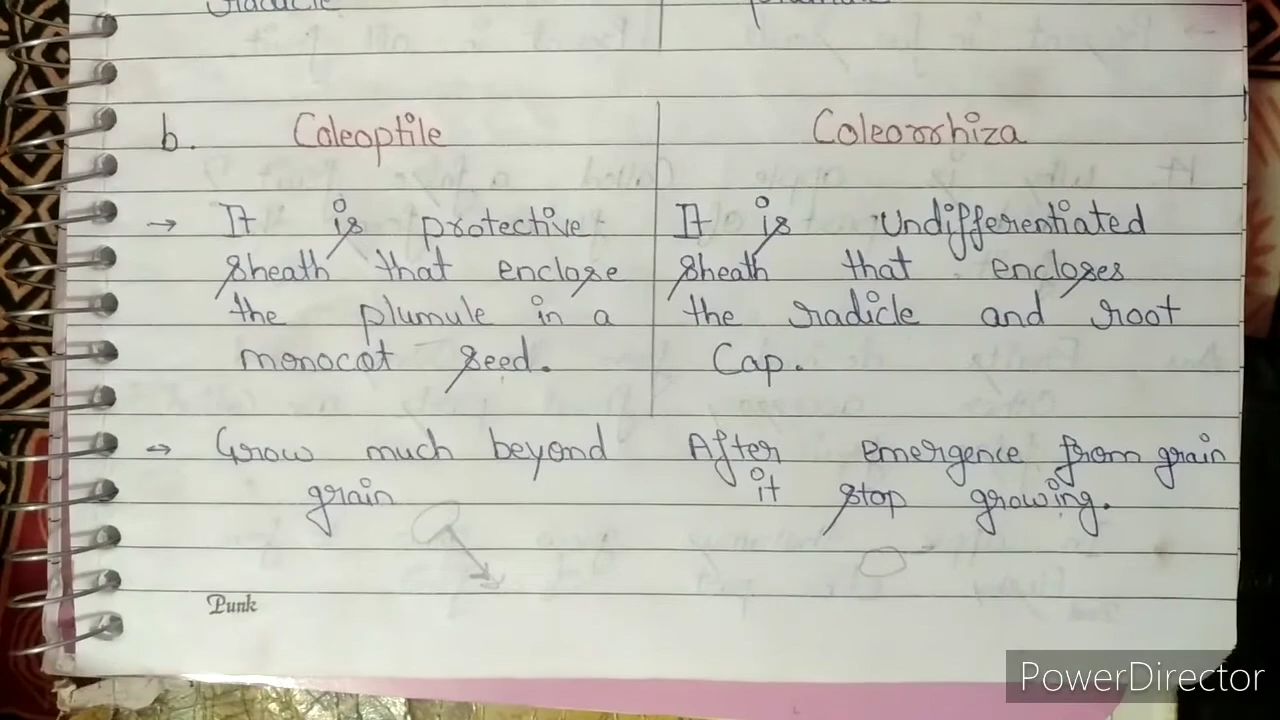 Radicle
b. Coleoptile Coleorrhiza
→ It is protective It is Undifferentiated
sheath that enclose sheath that encloses
the plumule in a the radicle and root
monocot seed. Cap.
→ Grow much beyond After emergence from grain
grain it stop growing.
Punk
PowerDirector